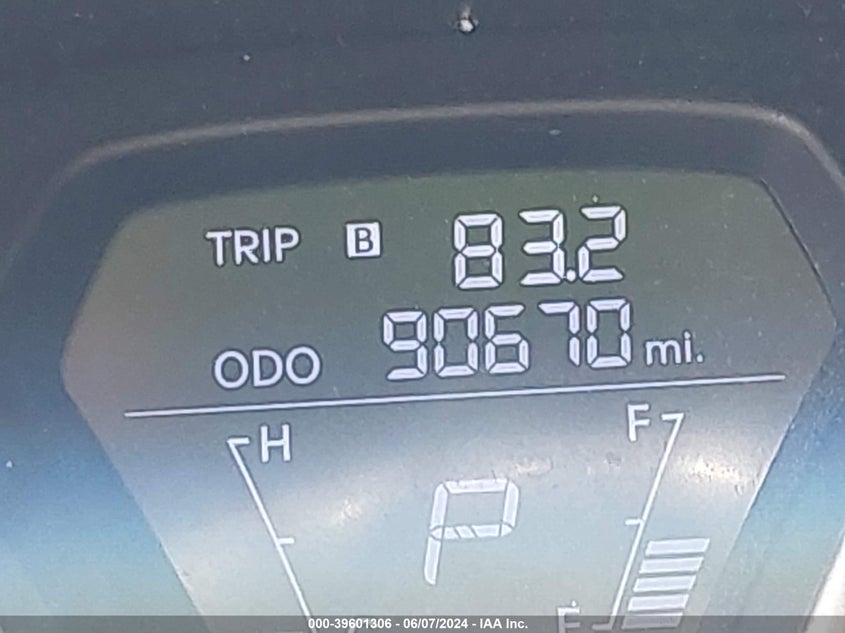 TRIP B 83.2
ODO 90670 mi.
H F
P
E
000-39601306 - 06/07/2024 - IAA Inc.